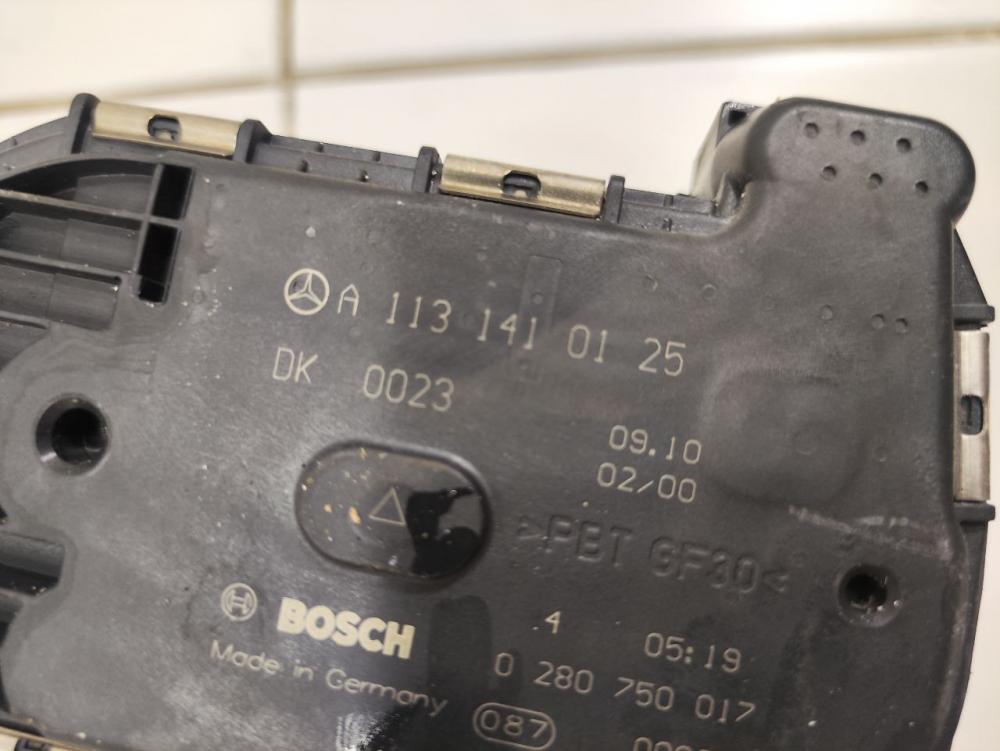 A 113 141 01 25
DK 0023
09.10
02/00
>PBT GF30<
BOSCH
4 05:19
Made in Germany
0 280 750 017
087